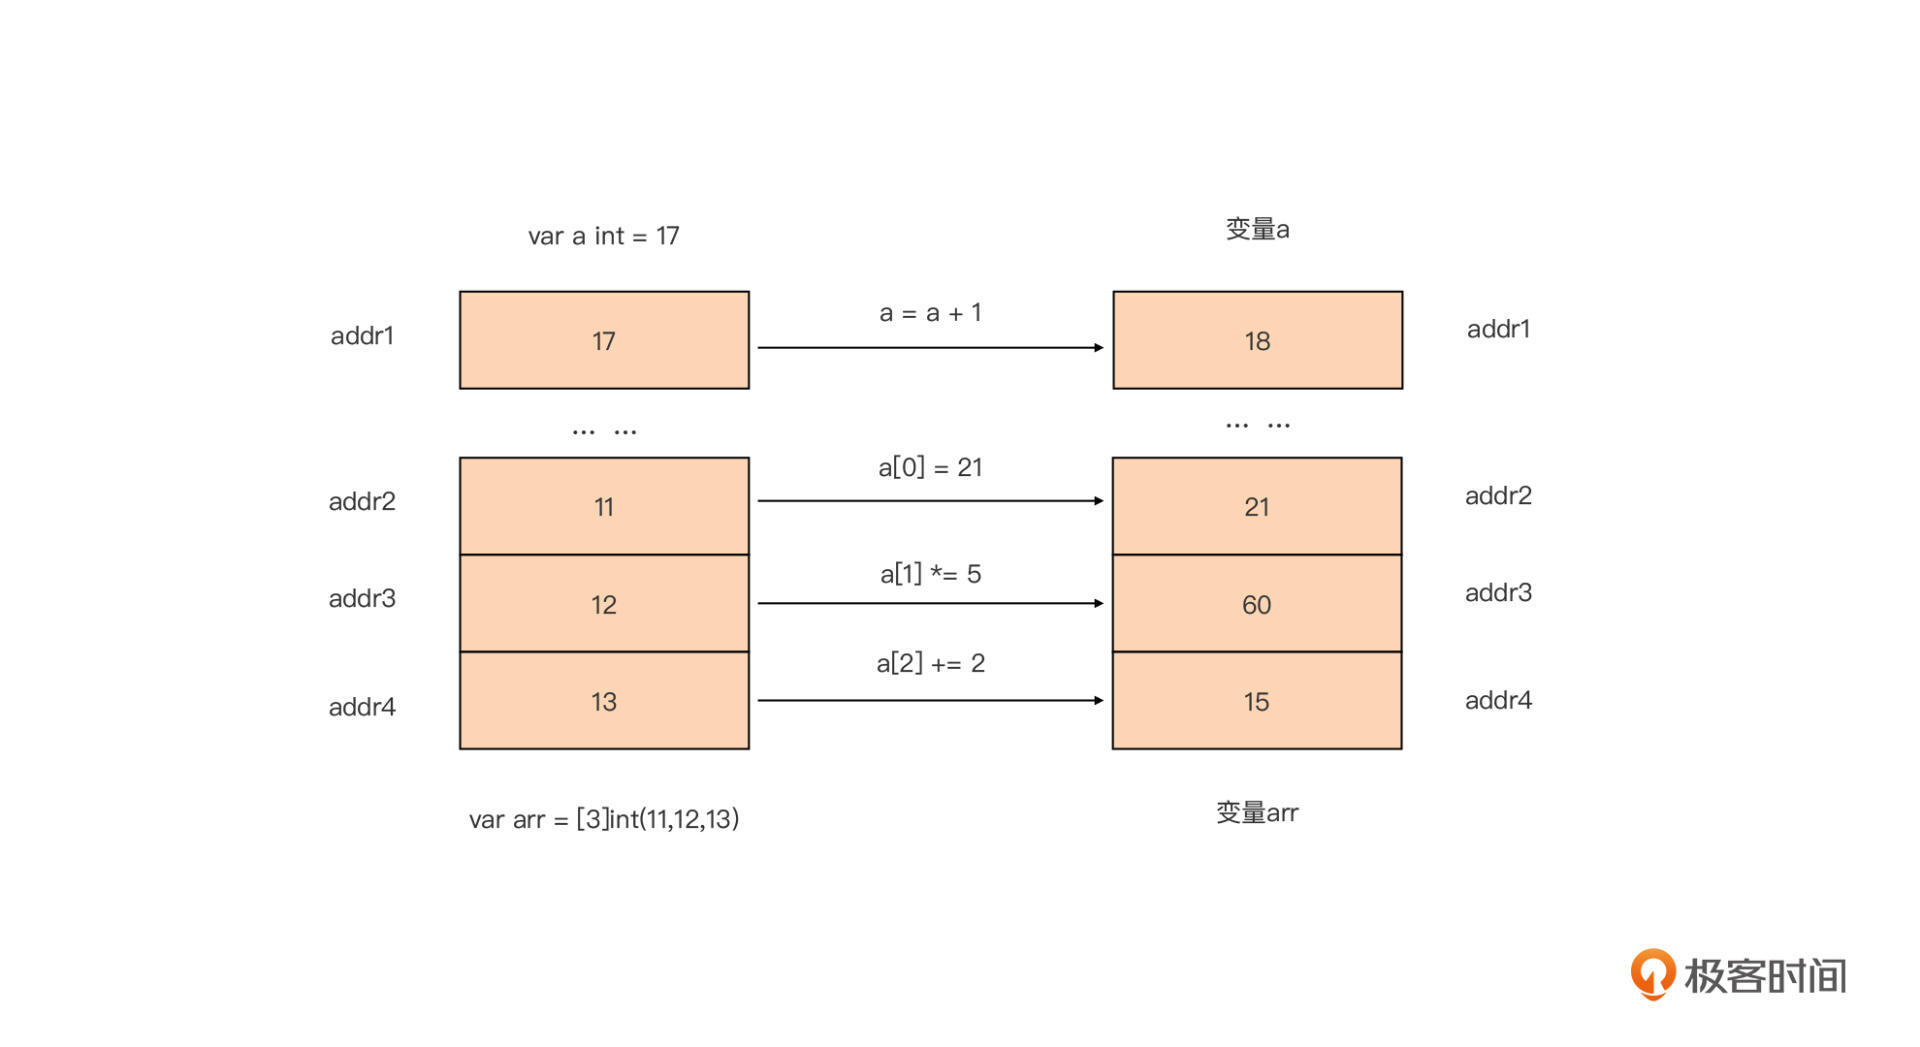 var a int = 17
变量a
addr1
17
a = a + 1
18
addr1
... ...
... ...
addr2
11
a[0] = 21
21
addr2
addr3
12
a[1] *= 5
60
addr3
addr4
13
a[2] += 2
15
addr4
var arr = [3]int(11,12,13)
变量arr
极客时间